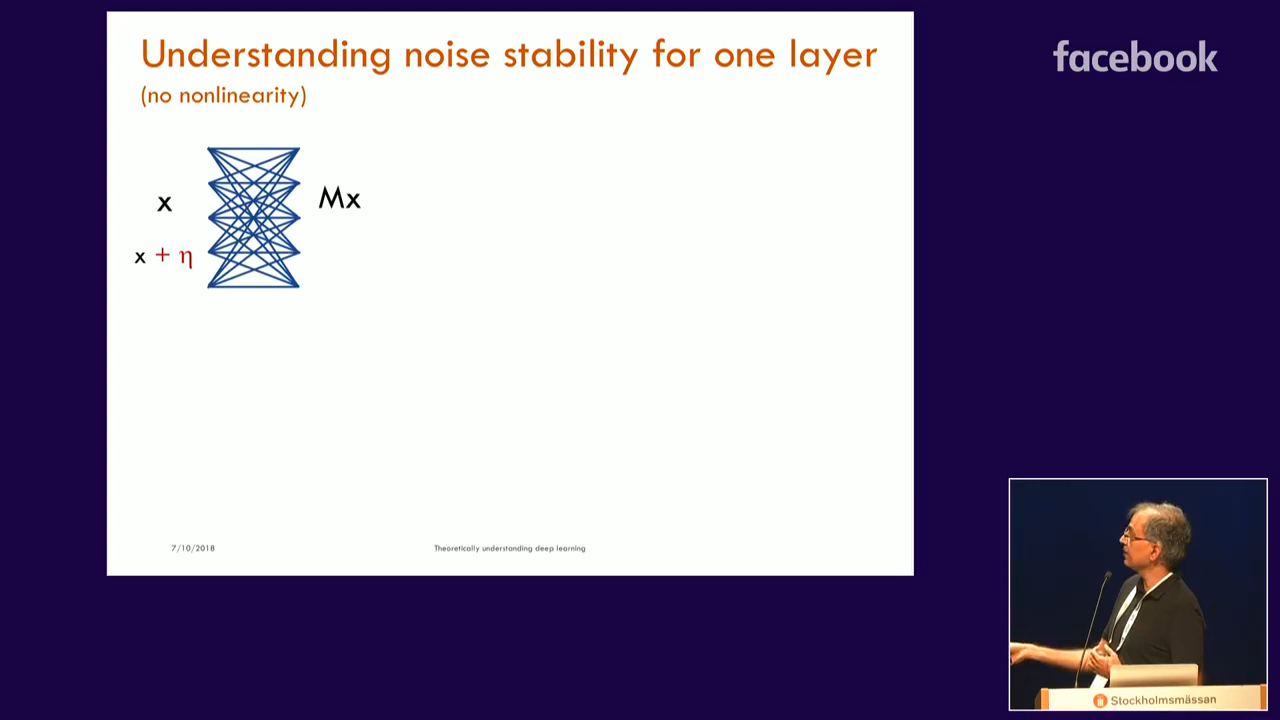 Understanding noise stability for one layer
(no nonlinearity)
x
Mx
x + η
7/10/2018
Theoretically understanding deep learning
facebook
Stockholmsmässan